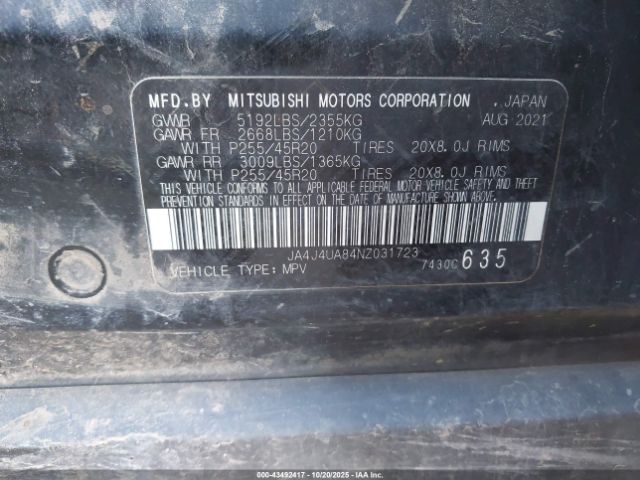 MFD.BY MITSUBISHI MOTORS CORPORATION . JAPAN
GVWR 5192LBS/2355KG AUG 2021
GAWR FR 2668LBS/1210KG
WITH P255/45R20 TIRES 20X8.0J RIMS
GAWR RR 3009LBS/1365KG
WITH P255/45R20 TIRES 20X8.0J RIMS
THIS VEHICLE CONFORMS TO ALL APPLICABLE FEDERAL MOTOR VEHICLE SAFETY AND THEFT
PREVENTION STANDARDS IN EFFECT ON THE DATE OF MANUFACTURE SHOWN ABOVE.
JA4J4UA84NZ031723
VEHICLE TYPE: MPV 7430C 635
000-43492417 - 10/20/2025 - IAA Inc.